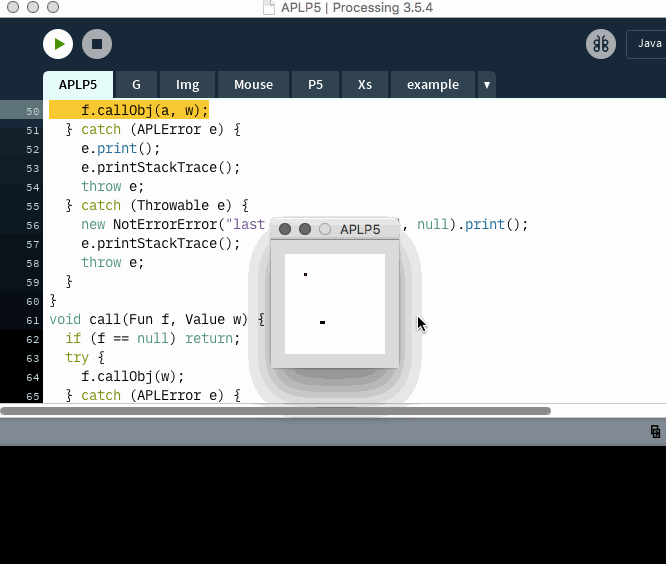 APLP5 | Processing 3.5.4
Java
APLP5 G Img Mouse P5 Xs example ▼
50 f.callObj(a, w);
51 } catch (APLError e) {
52 e.print();
53 e.printStackTrace();
54 throw e;
55 } catch (Throwable e) {
56 new NotErrorError("last , null).print();
57 e.printStackTrace();
58 throw e;
59 }
60 }
61 void call(Fun f, Value w) {
62 if (f == null) return;
63 try {
64 f.callObj(w);
65 } catch (APLError e) {
APLP5